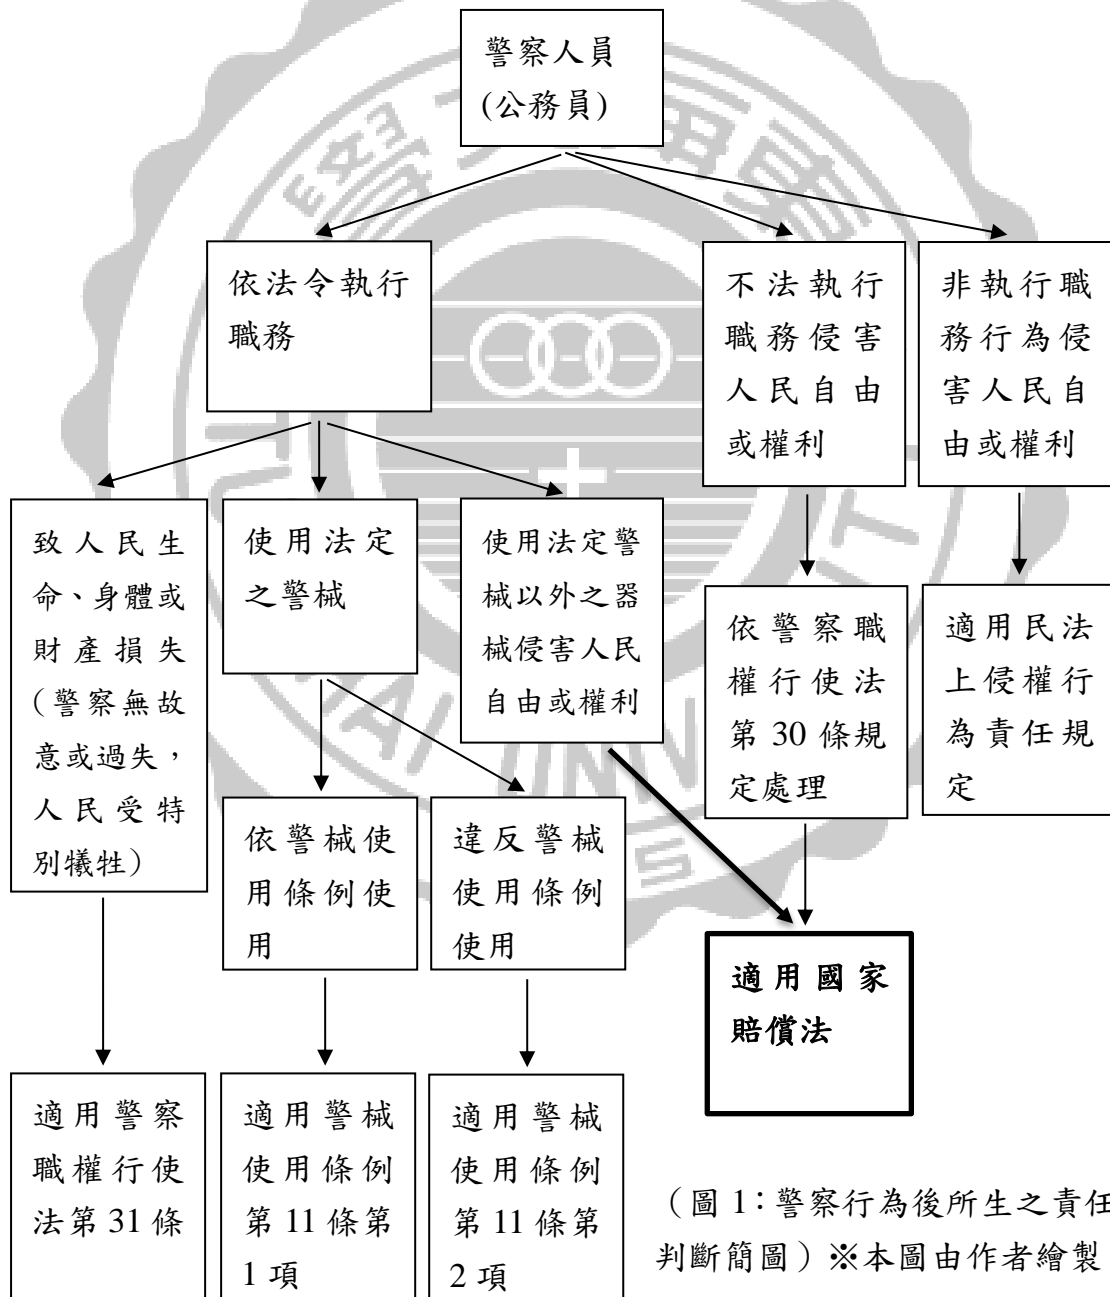 警察人員
(公務員)
依法令執行
職務
不法執行
職務侵害
人民自由
或權利
非執行職
務行為侵
害人民自
由或權利
致人民生
命、身體或
財產損失
（警察無故
意或過失，
人民受特
別犧牲）
使用法定
之警械
使用法定警
械以外之器
械侵害人民
自由或權利
依警察職
權行使法
第 30 條規
定處理
適用民法
上侵權行
為責任規
定
依警械使
用條例使
用
違反警械
使用條例
使用
適用國家
賠償法
適用警察
職權行使
法第 31 條
適用警械
使用條例
第 11 條第
1 項
適用警械
使用條例
第 11 條第
2 項
（圖 1：警察行為後所生之責任
判斷簡圖）※本圖由作者繪製